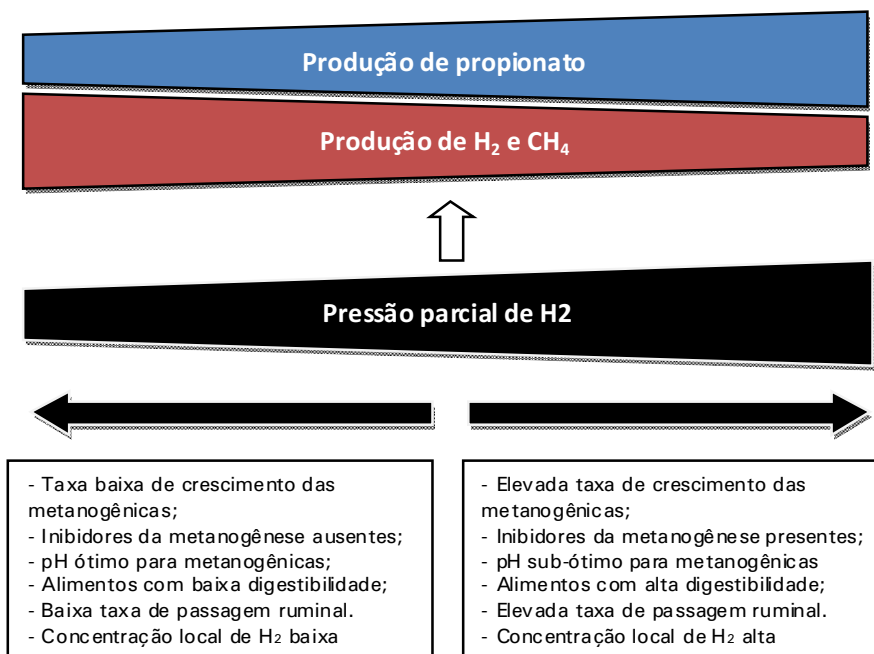 Produção de propionato
Produção de H₂ e CH₄
Pressão parcial de H2
- Taxa baixa de crescimento das
metanogênicas;
- Inibidores da metanogênese ausentes;
- pH ótimo para metanogênicas;
- Alimentos com baixa digestibilidade;
- Baixa taxa de passagem ruminal.
- Concentração local de H₂ baixa
- Elevada taxa de crescimento das
metanogênicas;
- Inibidores da metanogênese presentes;
- pH sub-ótimo para metanogênicas
- Alimentos com alta digestibilidade;
- Elevada taxa de passagem ruminal.
- Concentração local de H₂ alta